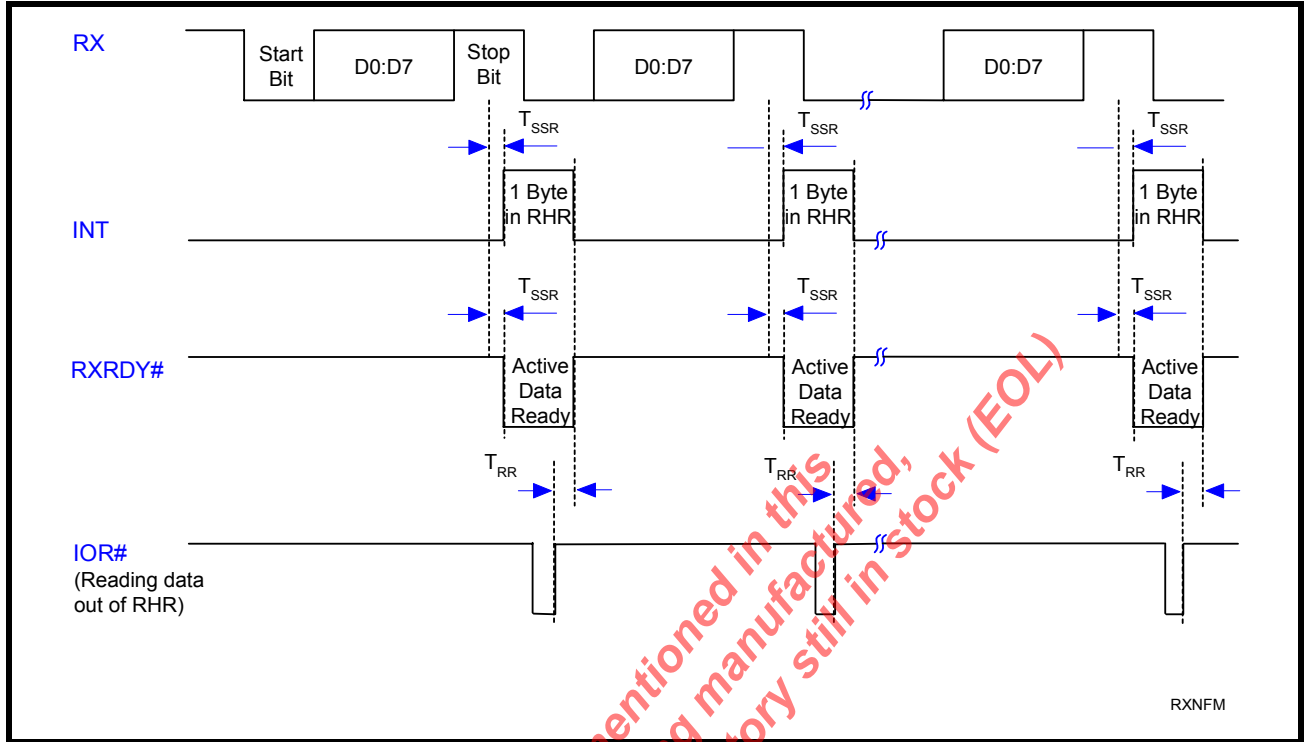 RX
Start
Bit
D0:D7
Stop
Bit
D0:D7
D0:D7
TSSR
TSSR
TSSR
INT
1 Byte
in RHR
1 Byte
in RHR
1 Byte
in RHR
TSSR
TSSR
TSSR
RXRDY#
Active
Data
Ready
Active
Data
Ready
Active
Data
Ready
TRR
TRR
TRR
IOR#
(Reading data
out of RHR)
mentioned in this
manufactured,
still in stock (EOL)
RXNFM